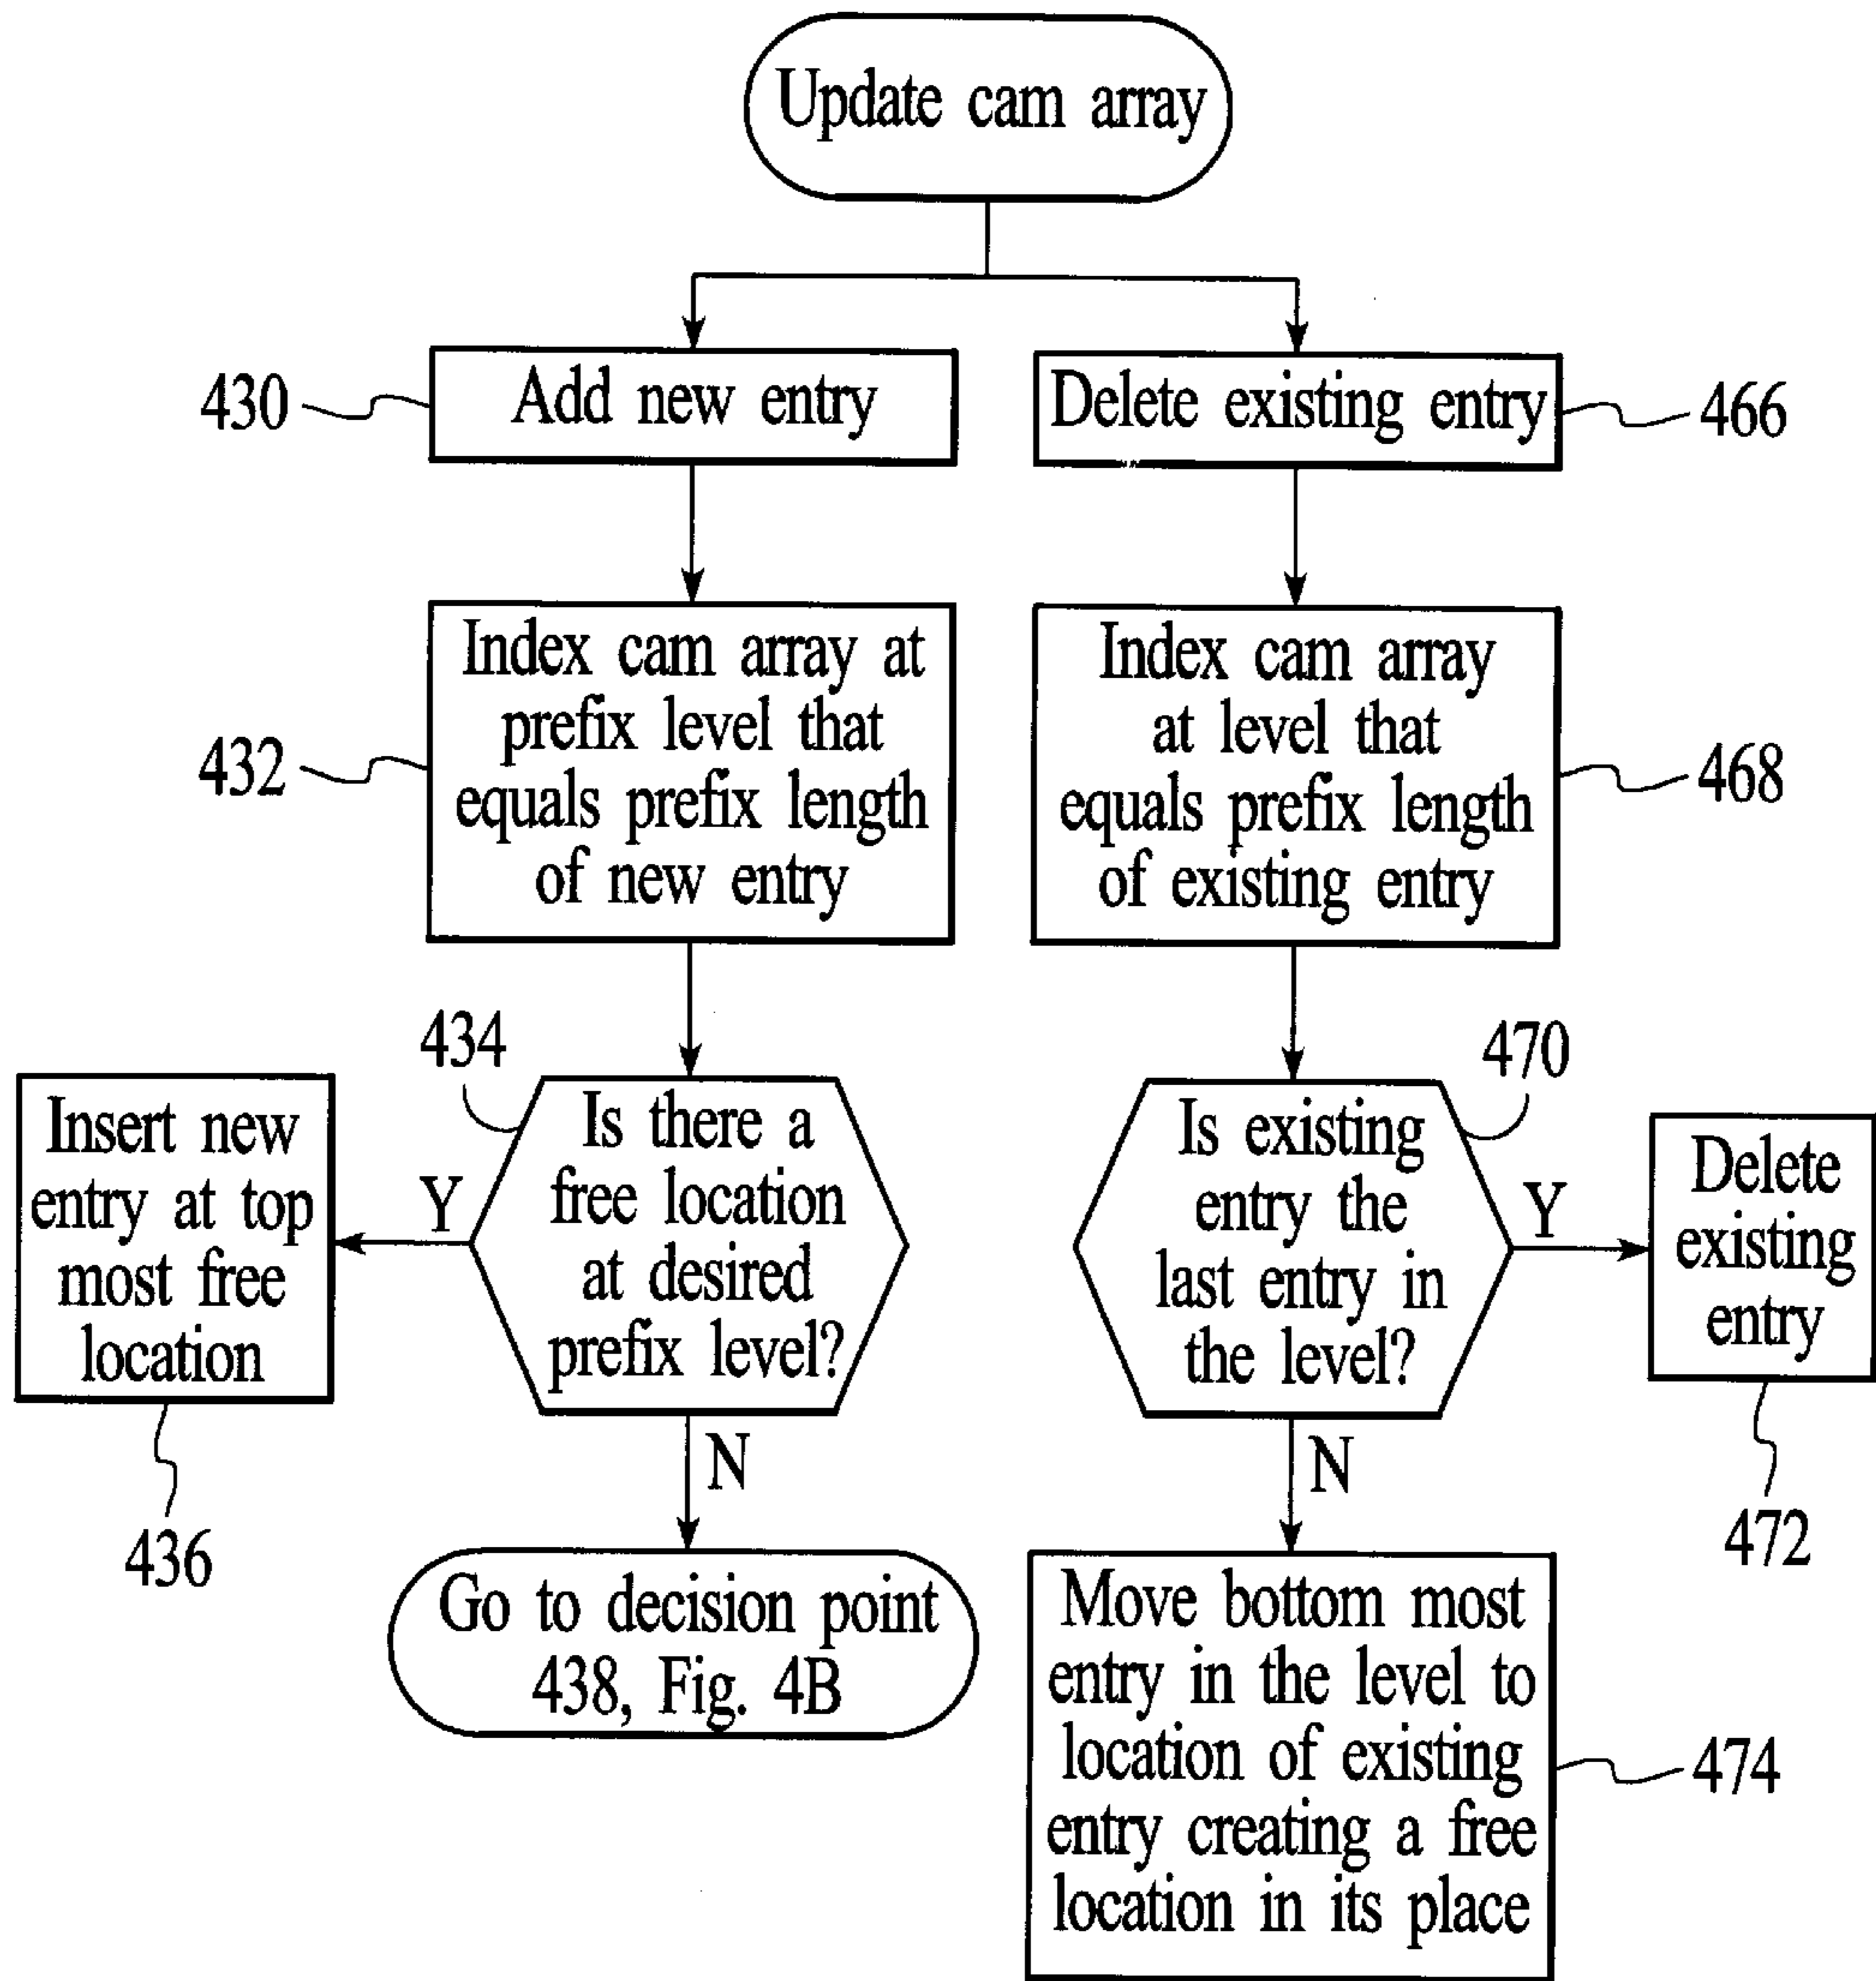 Update cam array
430
Add new entry
Delete existing entry
466
432
Index cam array at
prefix level that
equals prefix length
of new entry
Index cam array
at level that
equals prefix length
of existing entry
468
434
470
Insert new
entry at top
most free
location
436
Y
Is there a
free location
at desired
prefix level?
N
Is existing
entry the
last entry in
the level?
Y
N
Delete
existing
entry
472
Go to decision point
438, Fig. 4B
Move bottom most
entry in the level to
location of existing
entry creating a free
location in its place
474